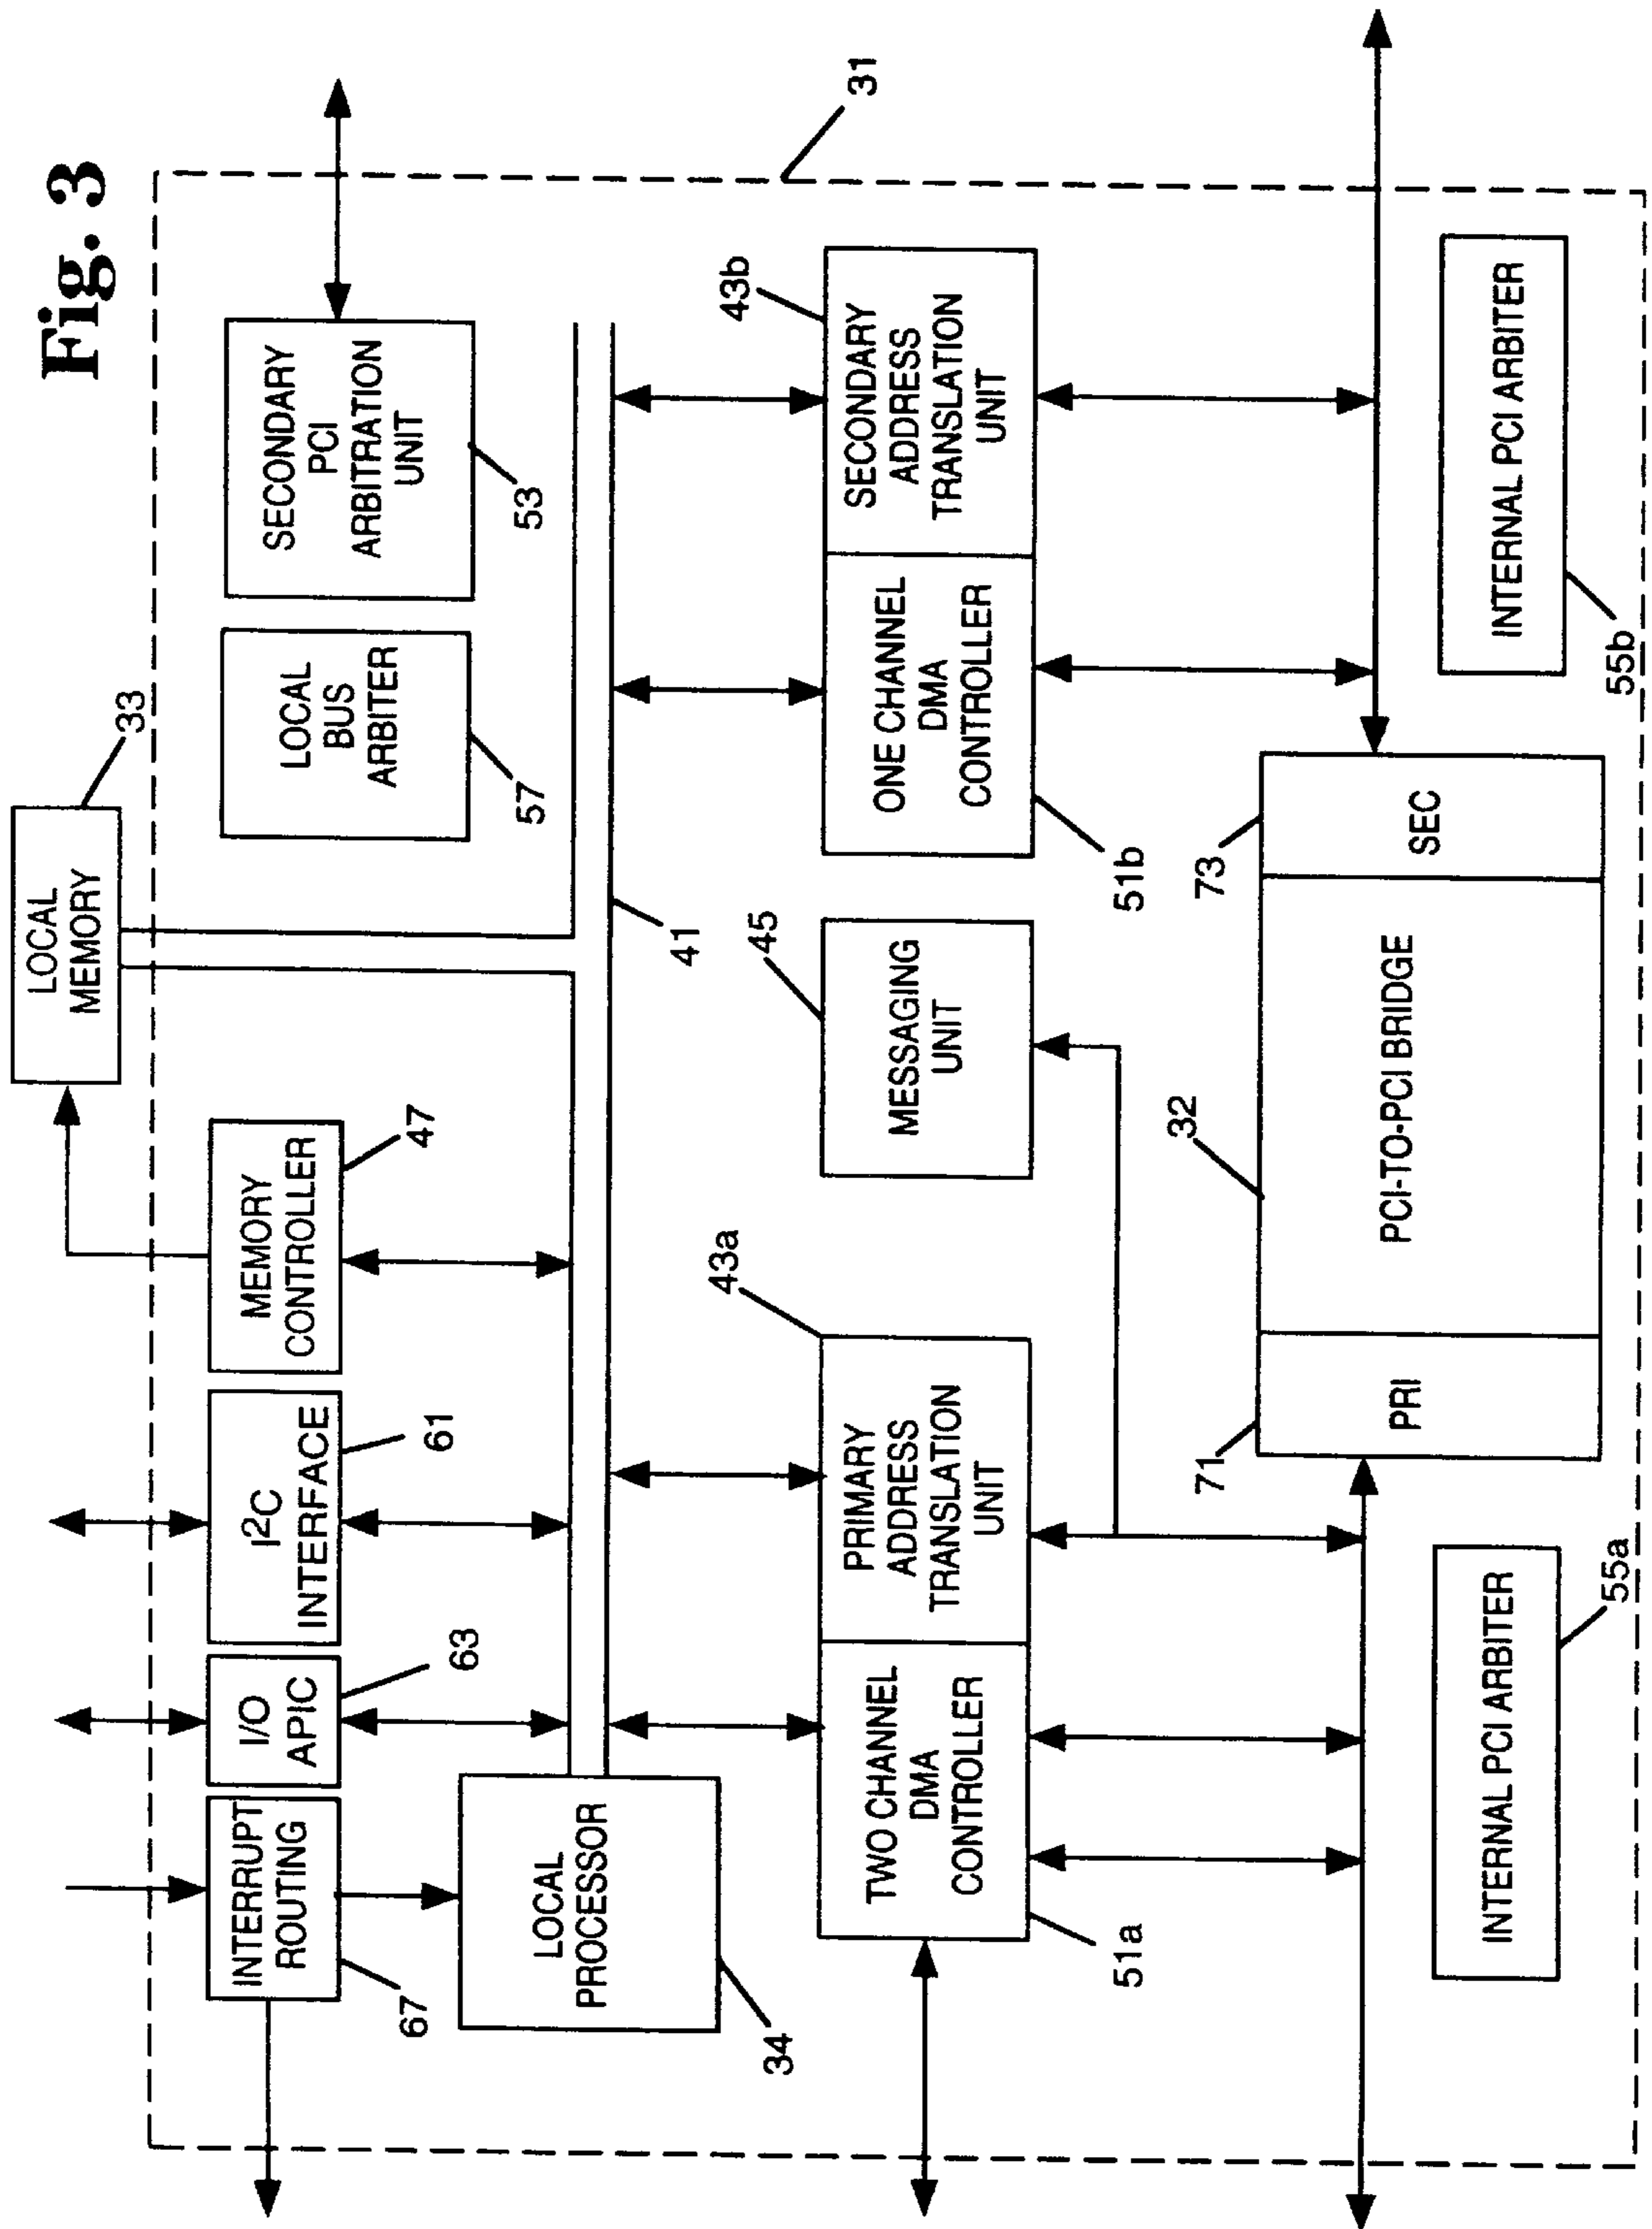 Fig. 3
LOCAL
MEMORY
33
31
INTERRUPT
ROUTING
67
I/O
APIC
63
I2C
INTERFACE
61
MEMORY
CONTROLLER
47
LOCAL
BUS
ARBITER
57
SECONDARY
PCI
ARBITRATION
UNIT
53
LOCAL
PROCESSOR
34
41
TWO CHANNEL
DMA
CONTROLLER
51a
PRIMARY
ADDRESS
TRANSLATION
UNIT
43a
MESSAGING
UNIT
45
ONE CHANNEL
DMA
CONTROLLER
51b
SECONDARY
ADDRESS
TRANSLATION
UNIT
43b
71
PRI
32
PCI-TO-PCI BRIDGE
73
SEC
INTERNAL PCI ARBITER
55a
INTERNAL PCI ARBITER
55b